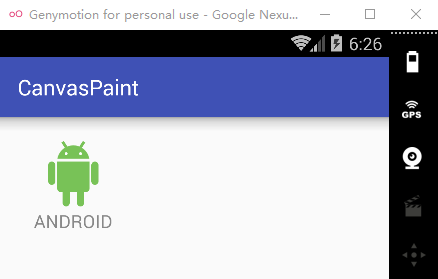 Genymotion for personal use - Google Nexu...
6:26
CanvasPaint
GPS
ANDROID